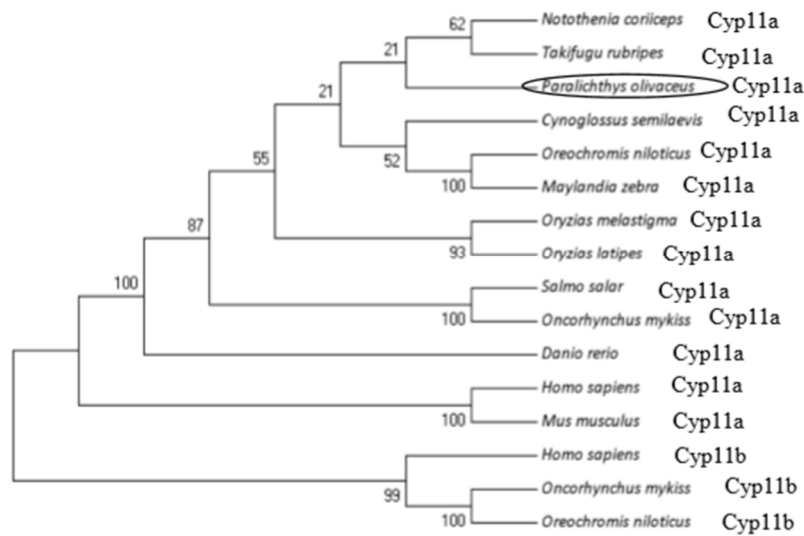 62 Notothenia coriiceps Cyp11a
21 Takifugu rubripes Cyp11a
21 Paralichthys olivaceus Cyp11a
Cynoglossus semilaevis Cyp11a
55 52 Oreochromis niloticus Cyp11a
100 Maylandia zebra Cyp11a
87 Oryzias melastigma Cyp11a
93 Oryzias latipes Cyp11a
100 Salmo salar Cyp11a
100 Oncorhynchus mykiss Cyp11a
Danio rerio Cyp11a
Homo sapiens Cyp11a
100 Mus musculus Cyp11a
Homo sapiens Cyp11b
99 Oncorhynchus mykiss Cyp11b
100 Oreochromis niloticus Cyp11b